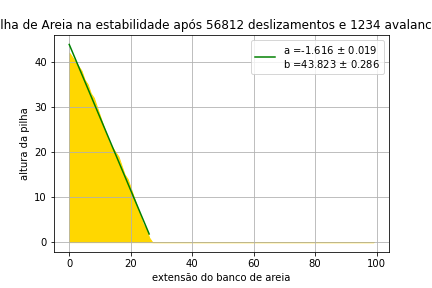 lha de Areia na estabilidade após 56812 deslizamentos e 1234 avalanc
a =-1.616 ± 0.019
b =43.823 ± 0.286
altura da pilha
40
30
20
10
0
0 20 40 60 80 100
extensão do banco de areia